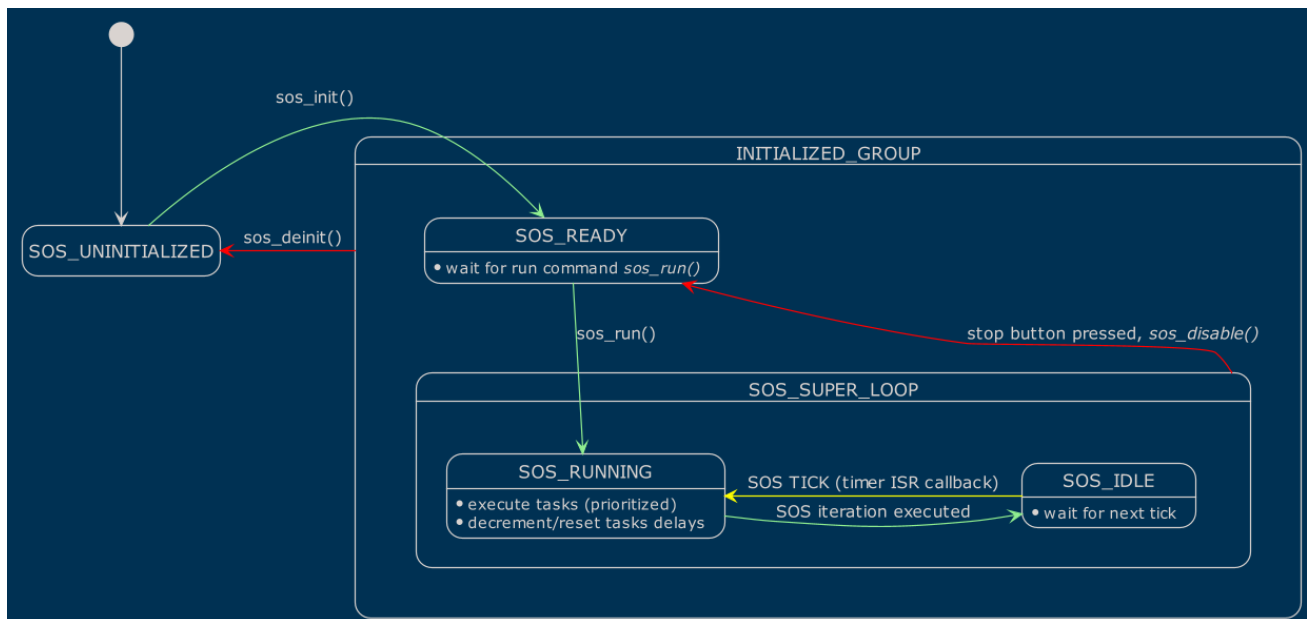 sos_init()
INITIALIZED_GROUP
SOS_UNINITIALIZED
sos_deinit()
SOS_READY
• wait for run command sos_run()
sos_run()
stop button pressed, sos_disable()
SOS_SUPER_LOOP
SOS_RUNNING
• execute tasks (prioritized)
• decrement/reset tasks delays
SOS TICK (timer ISR callback)
SOS iteration executed
SOS_IDLE
• wait for next tick